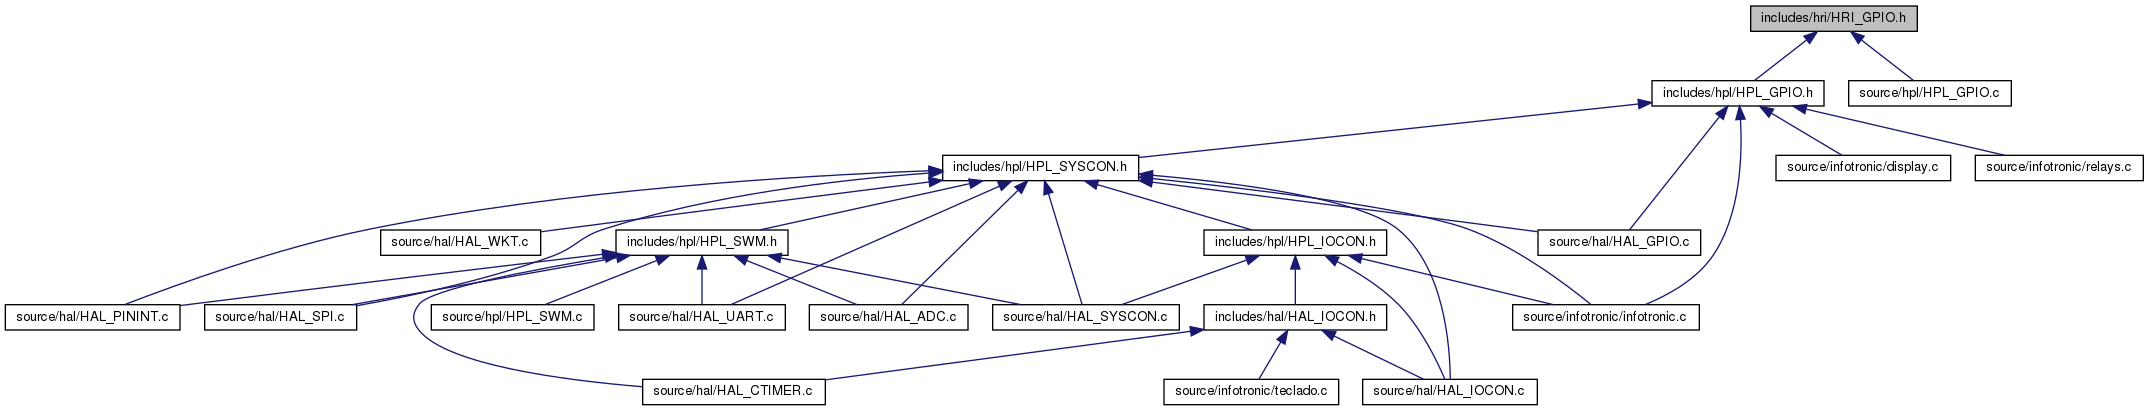 includes/hri/HRI_GPIO.h
includes/hpl/HPL_GPIO.h
source/hpl/HPL_GPIO.c
includes/hpl/HPL_SYSCON.h
source/infotronic/display.c
source/infotronic/relays.c
source/hal/HAL_WKT.c
includes/hpl/HPL_SWM.h
includes/hpl/HPL_IOCON.h
source/hal/HAL_GPIO.c
source/hal/HAL_PININT.c
source/hal/HAL_SPI.c
source/hpl/HPL_SWM.c
source/hal/HAL_UART.c
source/hal/HAL_ADC.c
source/hal/HAL_SYSCON.c
includes/hal/HAL_IOCON.h
source/infotronic/infotronic.c
source/hal/HAL_CTIMER.c
source/infotronic/teclado.c
source/hal/HAL_IOCON.c